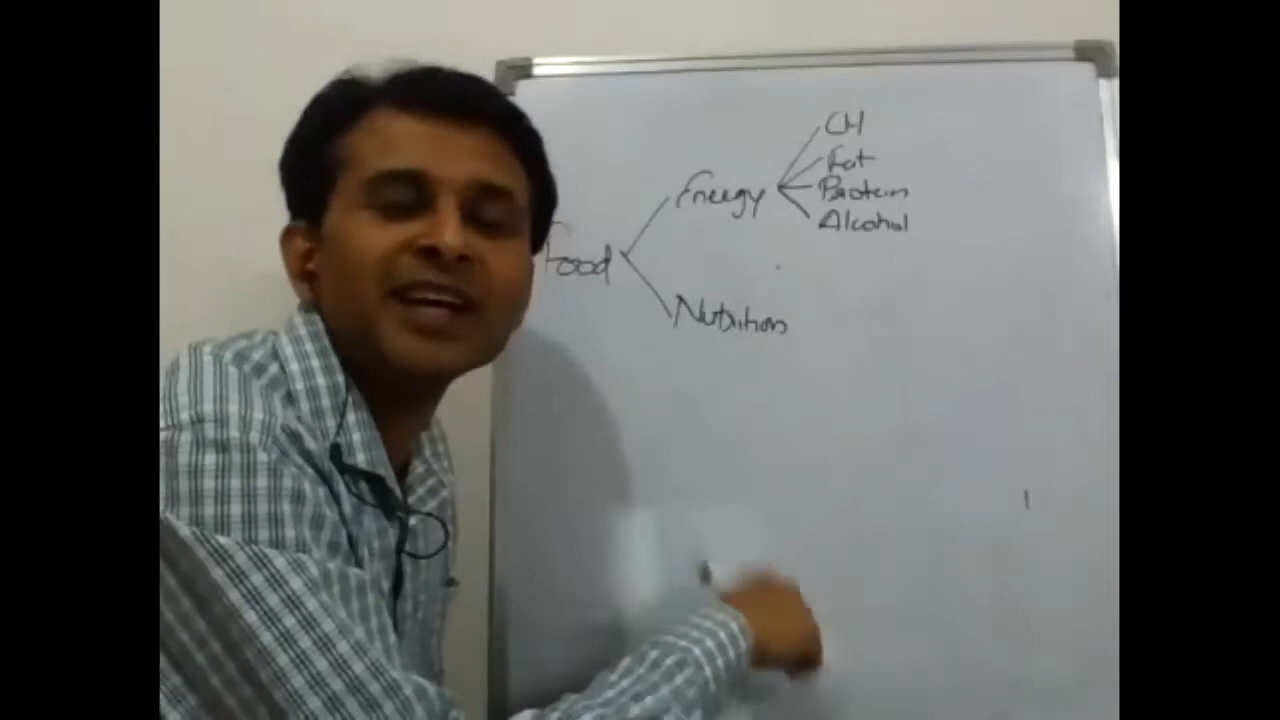 CH
Fat
Energy
Protein
Alcohol
Food
Nutrition